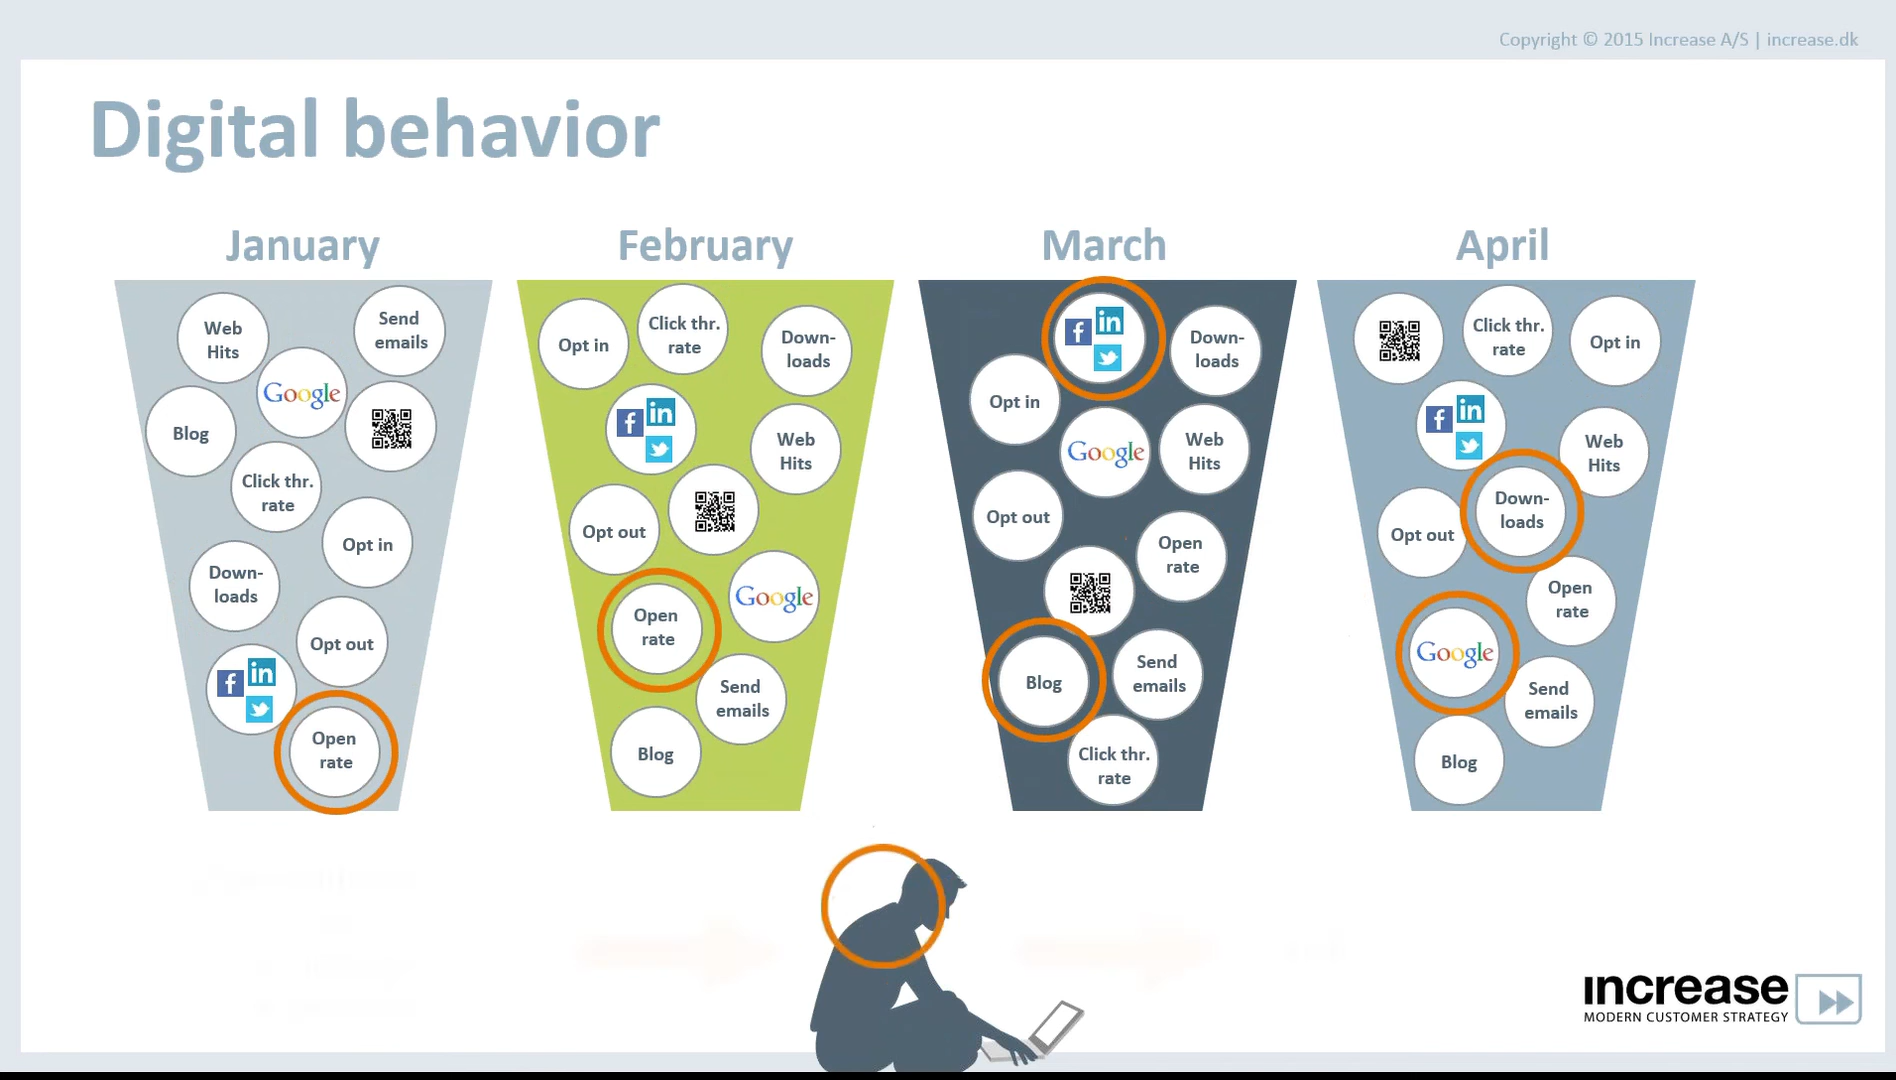 Copyright © 2015 Increase A/S | increase.dk
Digital behavior
January
Web
Hits
Send
emails
Google
Blog
Click thr.
rate
Opt in
Down-
loads
Opt out
f
in
Open
rate
February
Opt in
Click thr.
rate
Down-
loads
f
in
Web
Hits
Opt out
Google
Open
rate
Send
emails
Blog
March
f
in
Down-
loads
Opt in
Google
Web
Hits
Opt out
Open
rate
Blog
Send
emails
Click thr.
rate
April
Click thr.
rate
Opt in
f
in
Web
Hits
Down-
loads
Opt out
Open
rate
Google
Send
emails
Blog
increase
MODERN CUSTOMER STRATEGY